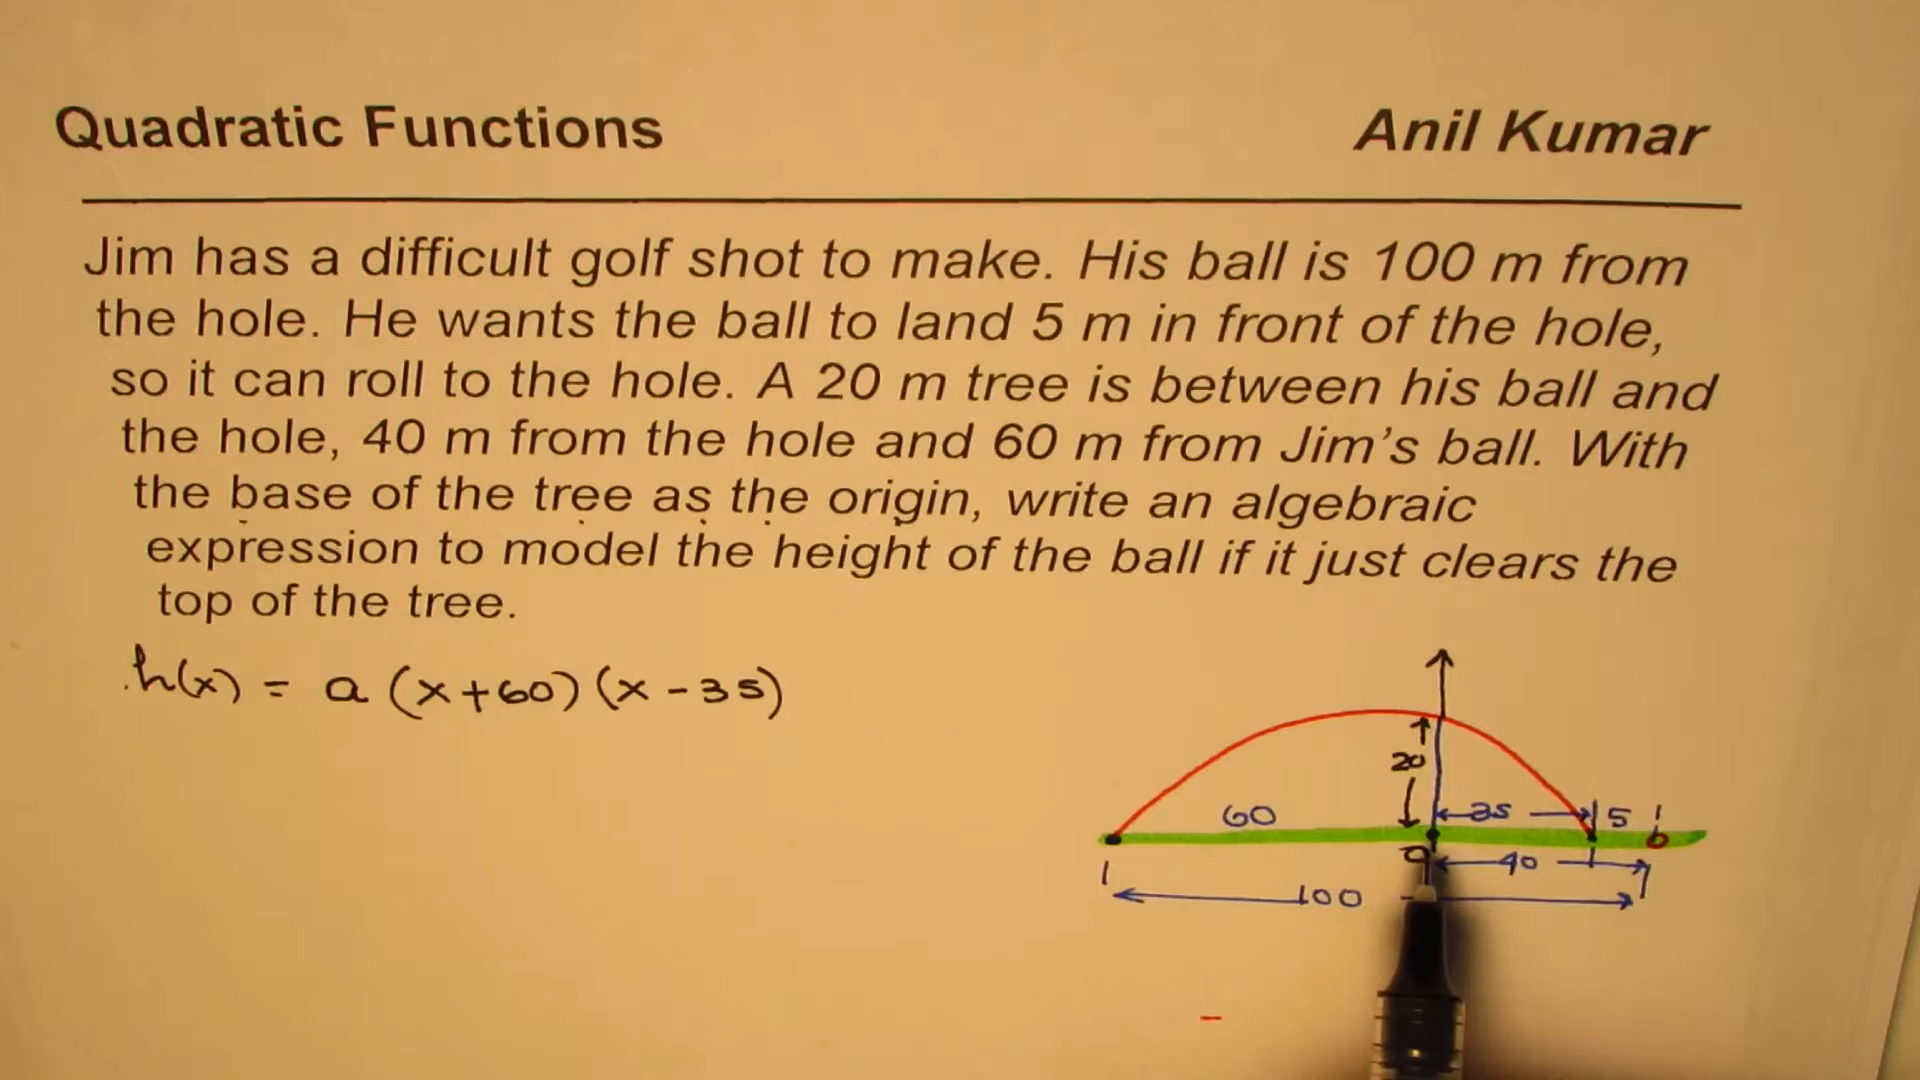 Quadratic Functions
Anil Kumar
Jim has a difficult golf shot to make. His ball is 100 m from
the hole. He wants the ball to land 5 m in front of the hole,
so it can roll to the hole. A 20 m tree is between his ball and
the hole, 40 m from the hole and 60 m from Jim's ball. With
the base of the tree as the origin, write an algebraic
expression to model the height of the ball if it just clears the
top of the tree.
h(x) = a (x+60) (x-35)
20
60
35
5
40
100